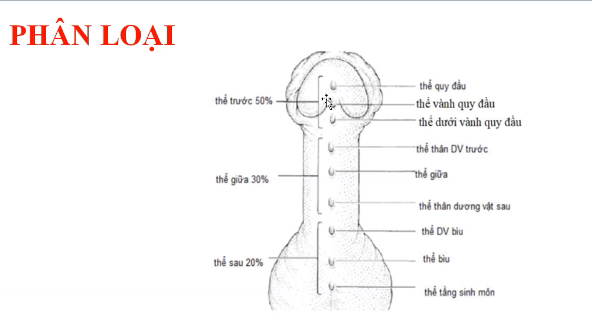 PHÂN LOẠI
thể quy đầu
thể trước 50%
thể vành quy đầu
thể dưới vành quy đầu
thể thân DV trước
thể giữa 30%
thể giữa
thể thân dương vật sau
thể DV bìu
thể sau 20%
thể bìu
thể tầng sinh môn